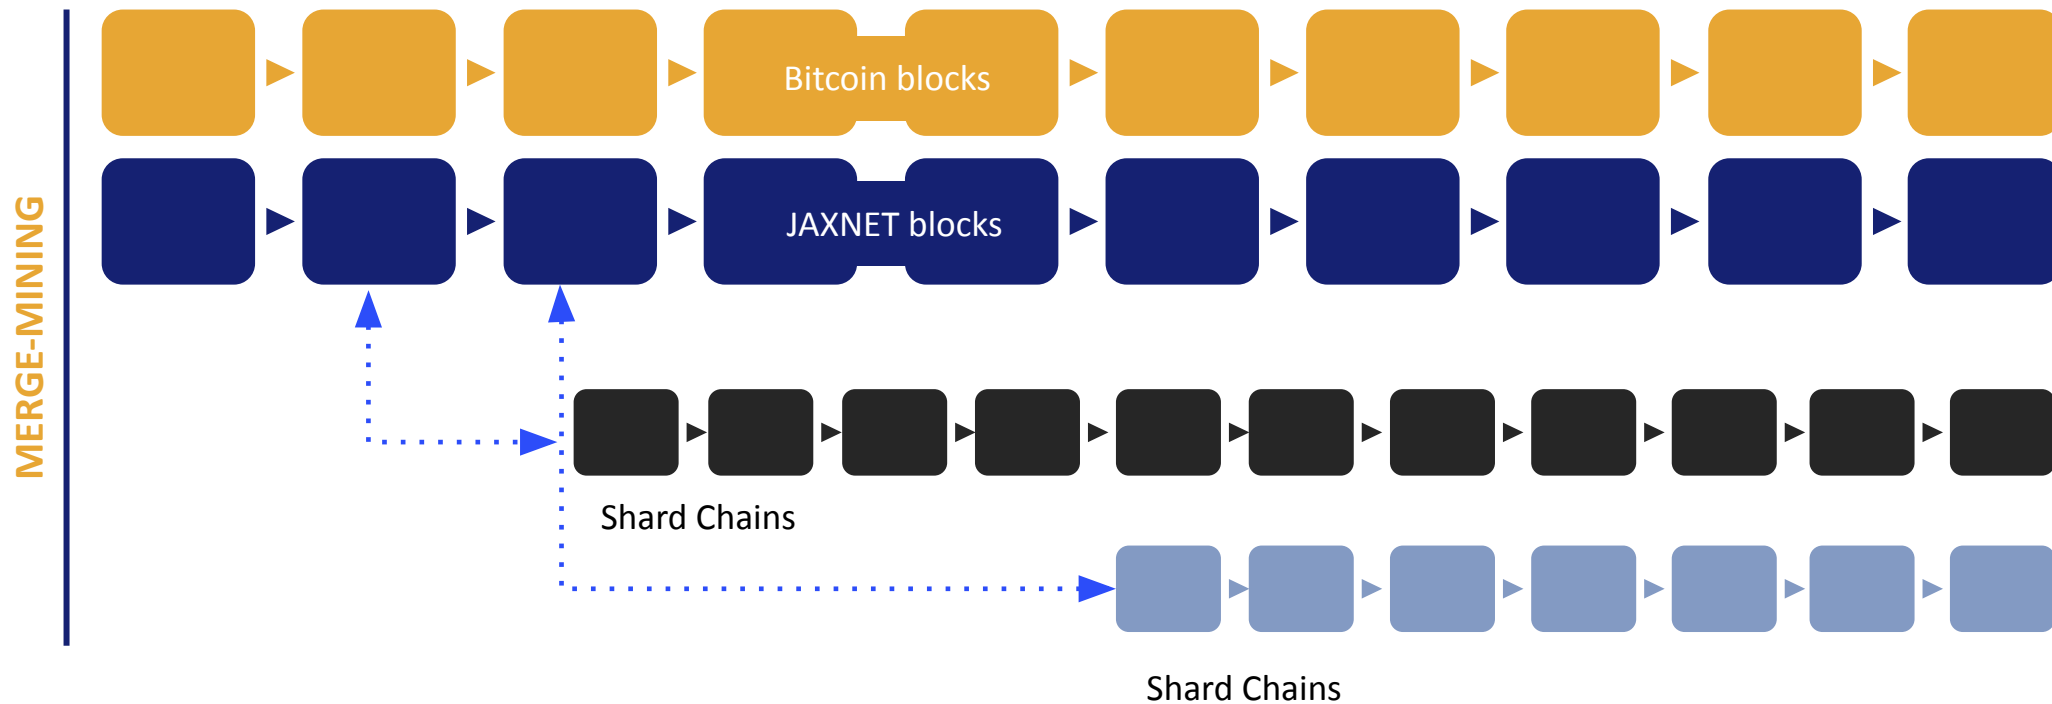 Bitcoin blocks
JAXNET blocks
MERGE-MINING
Shard Chains
Shard Chains